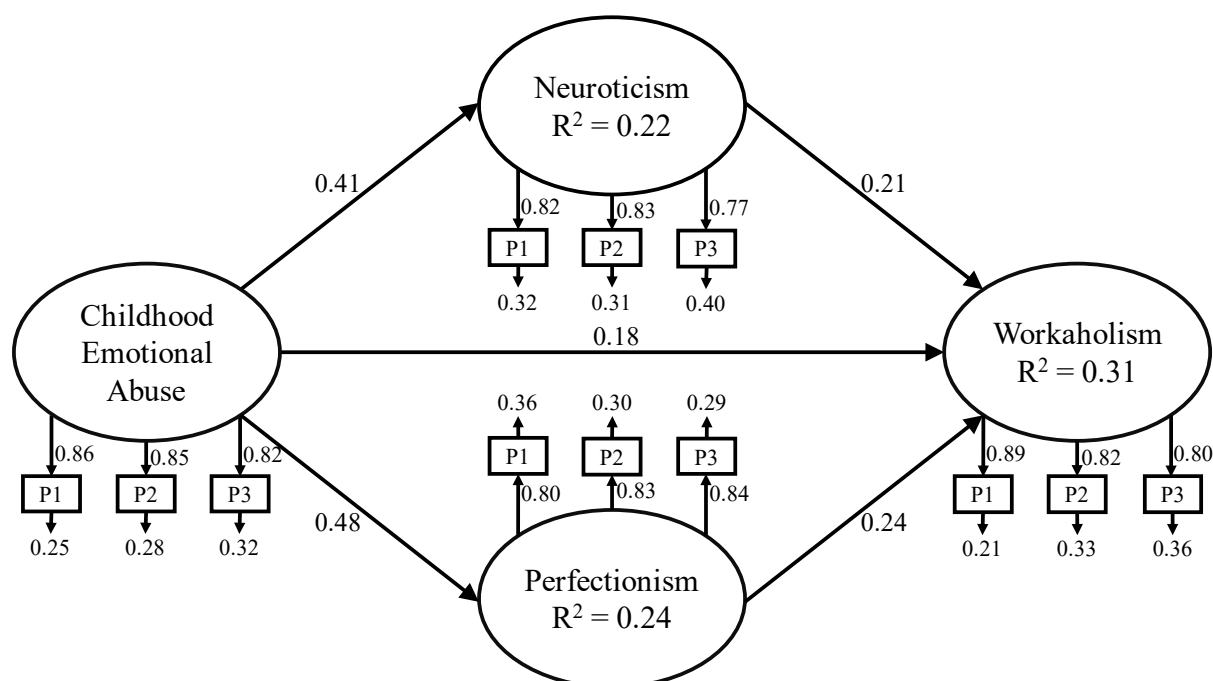 Neuroticism
R² = 0.22
0.41
0.21
0.82
0.83
0.77
P1
P2
P3
0.32
0.31
0.40
Childhood
Emotional
Abuse
0.18
Workaholism
R² = 0.31
0.36
0.30
0.29
P1
P2
P3
0.80
0.83
0.84
0.86
0.85
0.82
P1
P2
P3
0.25
0.28
0.32
0.48
0.24
0.89
0.82
0.80
P1
P2
P3
0.21
0.33
0.36
Perfectionism
R² = 0.24